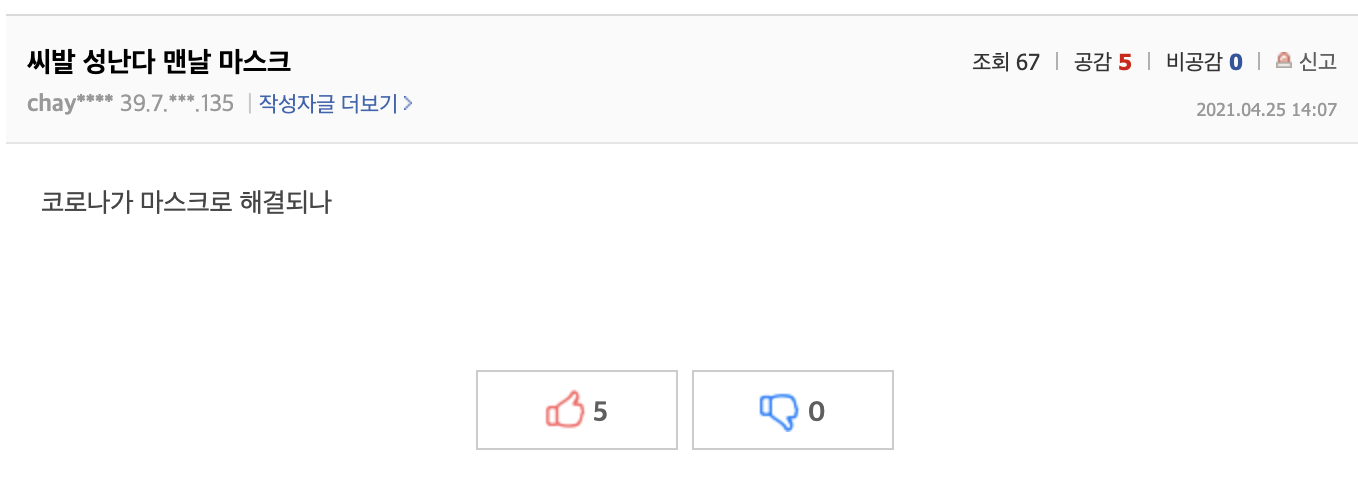 씨발 성난다 맨날 마스크
조회 67 | 공감 5 | 비공감 0 | 신고
chay**** 39.7.***.135 | 작성자글 더보기 >
2021.04.25 14:07
코로나가 마스크로 해결되나
5
0